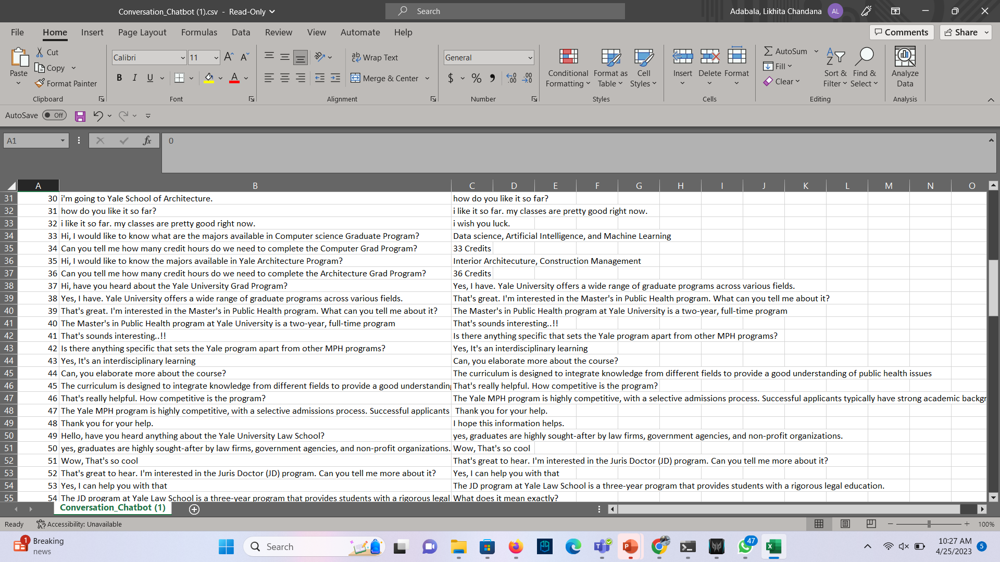 Conversation_Chatbot (1).csv - Read-Only
Search
Adabala, Likhita Chandana AL
File Home Insert Page Layout Formulas Data Review View Automate Help
Comments Share
Paste
Cut
Copy
Format Painter
Clipboard
Calibri 11
B I U
Font
Wrap Text
Merge & Center
Alignment
General
$ % , .00 .00
Number
Conditional Formatting
Format as Table
Cell Styles
Styles
Insert Delete Format
Cells
AutoSum
Fill
Clear
Sort & Filter
Find & Select
Editing
Analyze Data
Analysis
AutoSave Off
A1 fx 0
A B C D E F G H I J K L M N O
31 30 i'm going to Yale School of Architecture. how do you like it so far?
32 31 how do you like it so far? i like it so far. my classes are pretty good right now.
33 32 i like it so far. my classes are pretty good right now. i wish you luck.
34 33 Hi, I would like to know what are the majors available in Computer science Graduate Program? Data science, Artificial Intelligence, and Machine Learning
35 34 Can you tell me how many credit hours do we need to complete the Computer Grad Program? 33 Credits
36 35 Hi, I would like to know the majors available in Yale Architecture Program? Interior Architecuture, Construction Management
37 36 Can you tell me how many credit hours do we need to complete the Architecture Grad Program? 36 Credits
38 37 Hi, have you heard about the Yale University Grad Program? Yes, I have. Yale University offers a wide range of graduate programs across various fields.
39 38 Yes, I have. Yale University offers a wide range of graduate programs across various fields. That's great. I'm interested in the Master's in Public Health program. What can you tell me about it?
40 39 That's great. I'm interested in the Master's in Public Health program. What can you tell me about it? The Master's in Public Health program at Yale University is a two-year, full-time program
41 40 The Master's in Public Health program at Yale University is a two-year, full-time program That's sounds interesting..!!
42 41 That's sounds interesting..!! Is there anything specific that sets the Yale program apart from other MPH programs?
43 42 Is there anything specific that sets the Yale program apart from other MPH programs? Yes, It's an interdisciplinary learning
44 43 Yes, It's an interdisciplinary learning Can, you elaborate more about the course?
45 44 Can, you elaborate more about the course? The curriculum is designed to integrate knowledge from different fields to provide a good understanding of public health issues
46 45 The curriculum is designed to integrate knowledge from different fields to provide a good understanding That's really helpful. How competitive is the program?
47 46 That's really helpful. How competitive is the program? The Yale MPH program is highly competitive, with a selective admissions process. Successful applicants typically have strong academic backgr
48 47 The Yale MPH program is highly competitive, with a selective admissions process. Successful applicants Thank you for your help.
49 48 Thank you for your help. I hope this information helps.
50 49 Hello, have you heard anything about the Yale University Law School? yes, graduates are highly sought-after by law firms, government agencies, and non-profit organizations.
51 50 yes, graduates are highly sought-after by law firms, government agencies, and non-profit organizations. Wow, That's so cool
52 51 Wow, That's so cool That's great to hear. I'm interested in the Juris Doctor (JD) program. Can you tell me more about it?
53 52 That's great to hear. I'm interested in the Juris Doctor (JD) program. Can you tell me more about it? Yes, I can help you with that
54 53 Yes, I can help you with that The JD program at Yale Law School is a three-year program that provides students with a rigorous legal education.
55 54 The JD program at Yale Law School is a three-year program that provides students with a rigorous legal What does it mean exactly?
Conversation_Chatbot (1)
Ready Accessibility: Unavailable 100%
1 Breaking news
Search
47
10:27 AM
4/25/2023 5